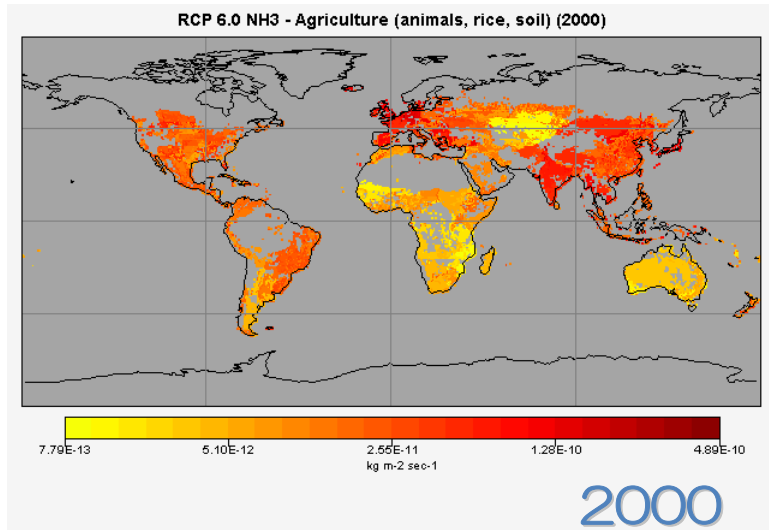 RCP 6.0 NH3 - Agriculture (animals, rice, soil) (2000)
7.79E-13 5.10E-12 2.55E-11 1.28E-10 4.89E-10
kg m-2 sec-1
2000